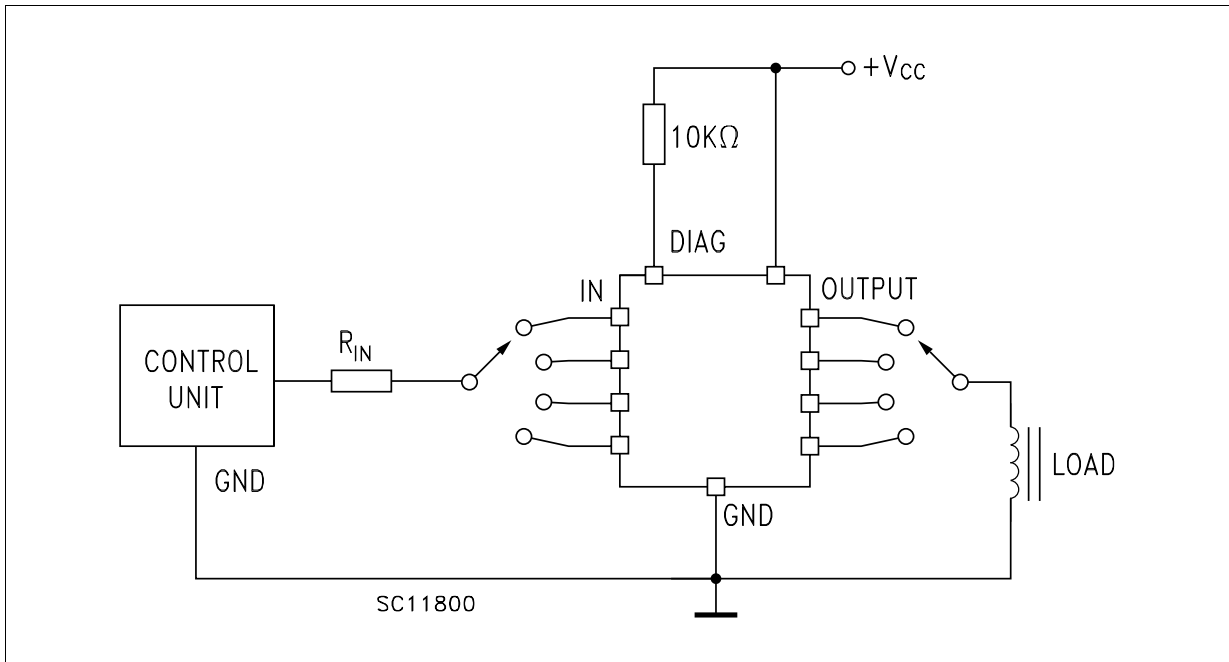 +VCC
10KΩ
DIAG
IN
OUTPUT
RIN
CONTROL
UNIT
LOAD
GND
GND
SC11800